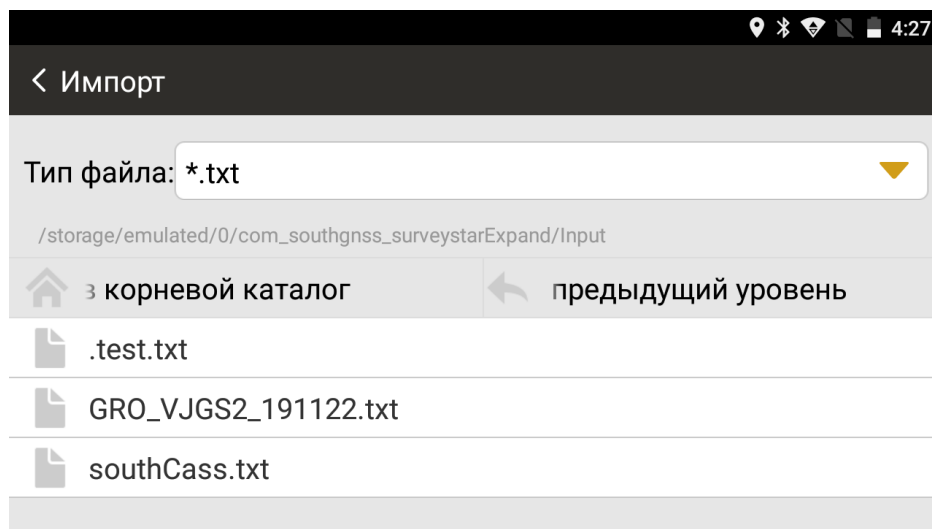 4:27
Импорт
Тип файла: *.txt
/storage/emulated/0/com_southgnss_surveystarExpand/Input
в корневой каталог предыдущий уровень
.test.txt
GRO_VJGS2_191122.txt
southCass.txt